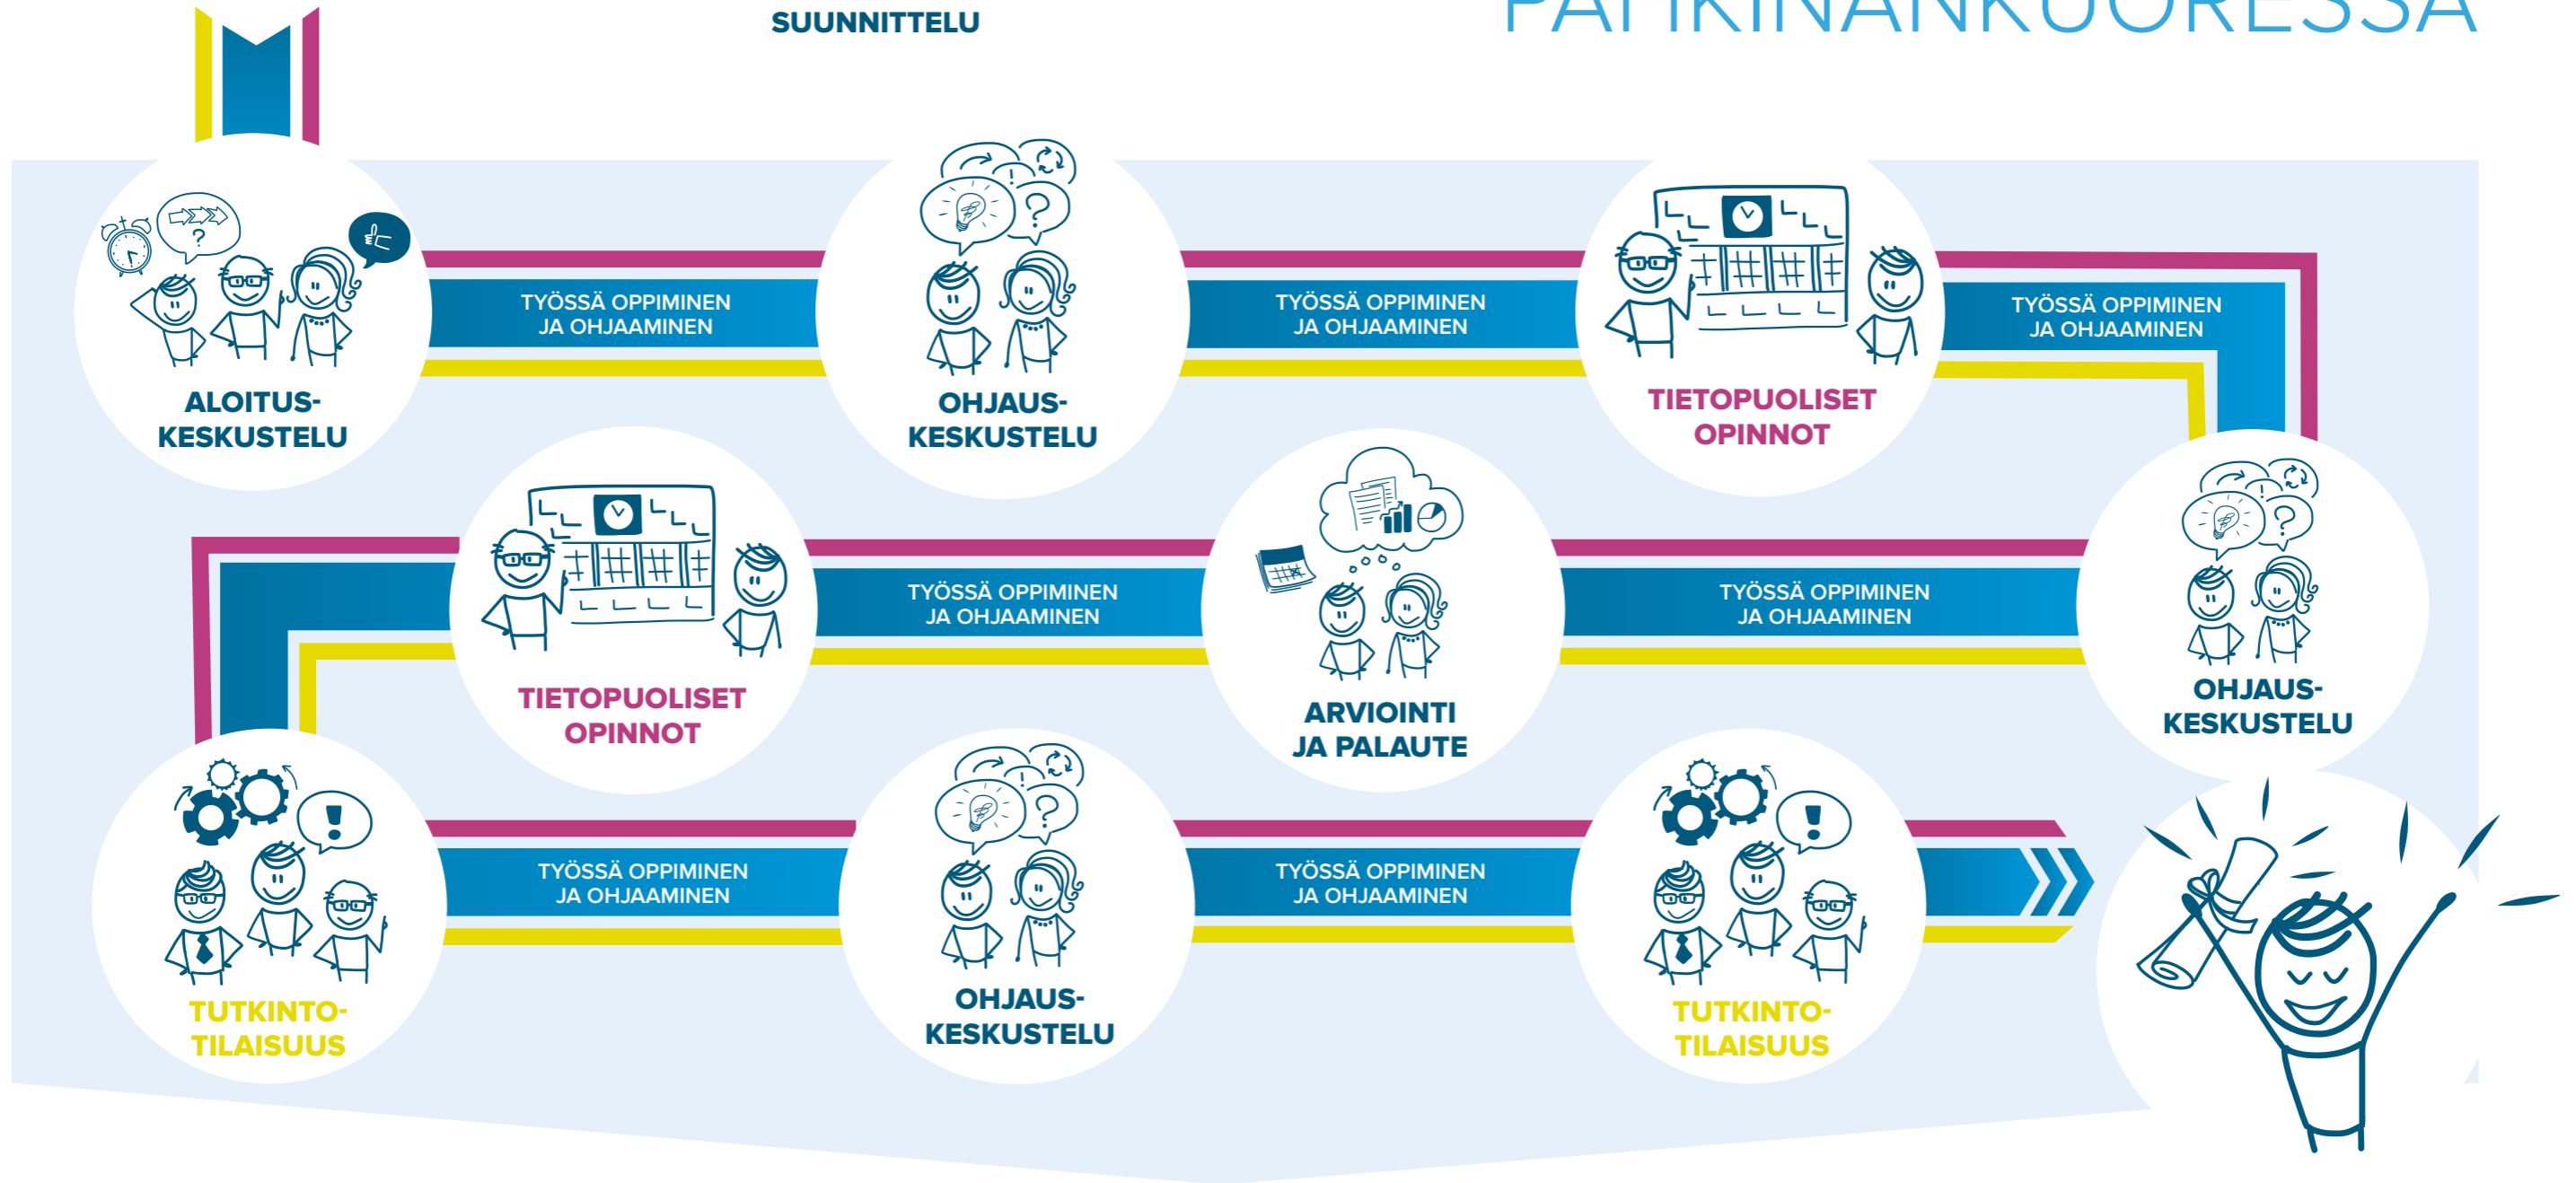 SUUNNITTELU
PÄHKINÄNKUORESSA
TYÖSSÄ OPPIMINEN
JA OHJAAMINEN
TYÖSSÄ OPPIMINEN
JA OHJAAMINEN
TYÖSSÄ OPPIMINEN
JA OHJAAMINEN
ALOITUS-
KESKUSTELU
OHJAUS-
KESKUSTELU
TIETOPUOLISET
OPINNOT
OHJAUS-
KESKUSTELU
TYÖSSÄ OPPIMINEN
JA OHJAAMINEN
ARVIOINTI
JA PALAUTE
TYÖSSÄ OPPIMINEN
JA OHJAAMINEN
TIETOPUOLISET
OPINNOT
TUTKINTO-
TILAISUUS
TYÖSSÄ OPPIMINEN
JA OHJAAMINEN
OHJAUS-
KESKUSTELU
TYÖSSÄ OPPIMINEN
JA OHJAAMINEN
TUTKINTO-
TILAISUUS